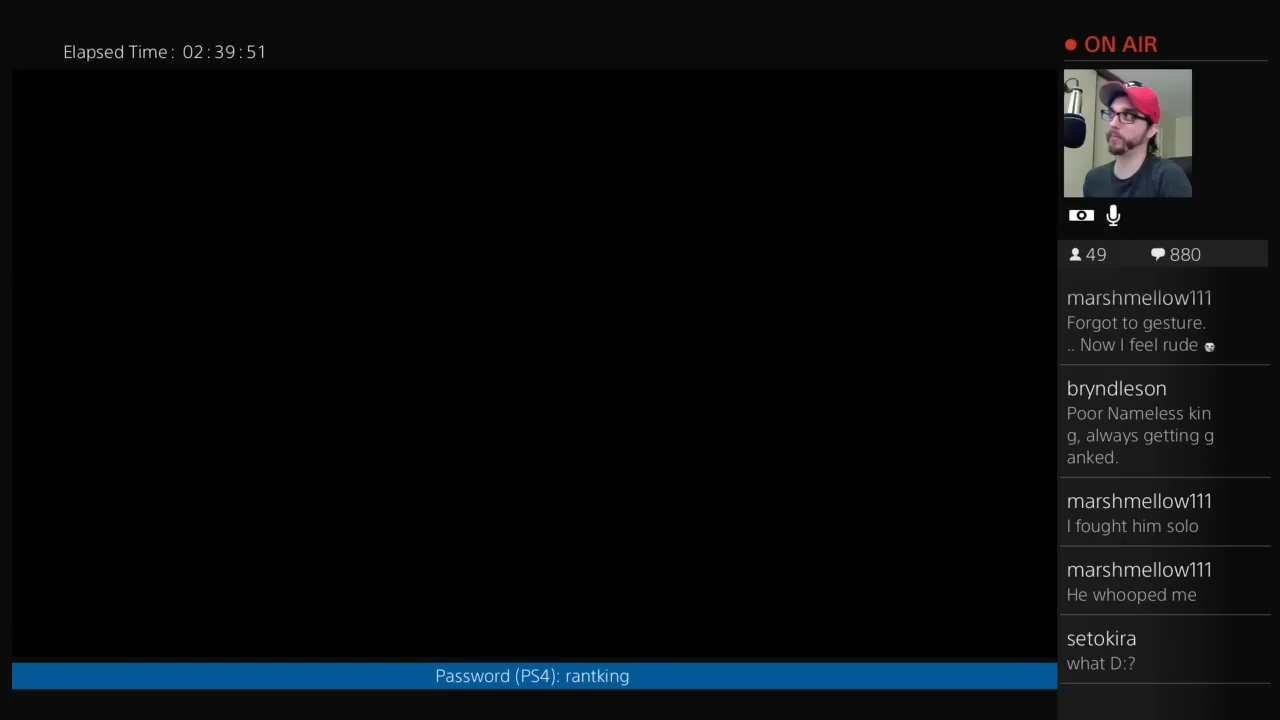 Elapsed Time: 02:39:51
ON AIR
49 880
marshmellow111
Forgot to gesture.
.. Now I feel rude
bryndleson
Poor Nameless kin
g, always getting g
anked.
marshmellow111
I fought him solo
marshmellow111
He whooped me
setokira
what D:?
Password (PS4): rantking